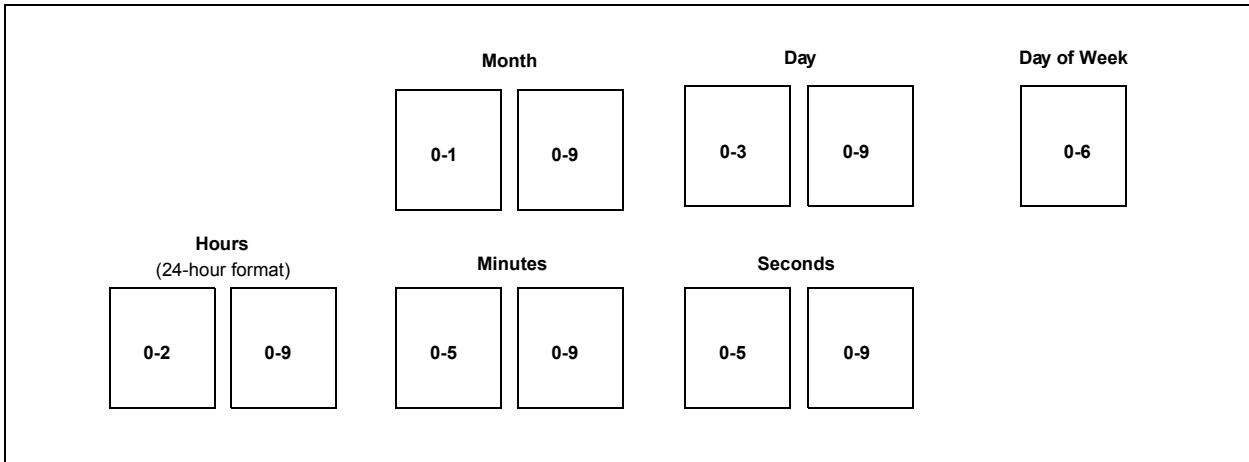 Month Day Day of Week
0-1 0-9 0-3 0-9 0-6
Hours
(24-hour format) Minutes Seconds
0-2 0-9 0-5 0-9 0-5 0-9